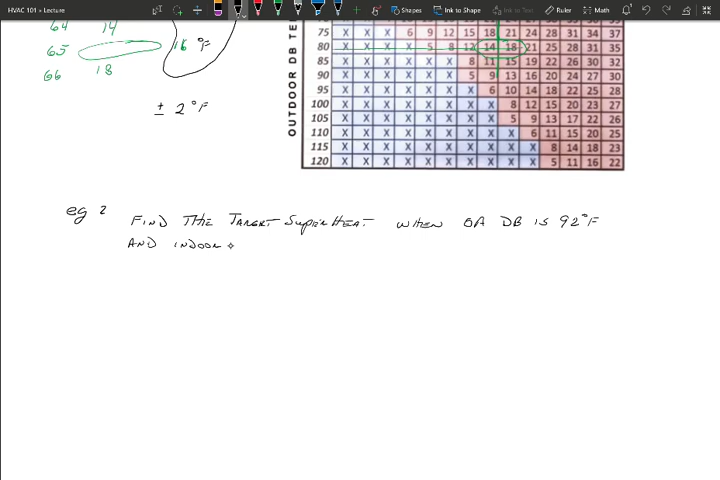 HVAC 101 » Lecture
Shapes Ink to Shape Ink to Text Ruler Math
64 14
65 16 °F
66 18
± 2°F
OUTDOOR DB TE
75 X X X 6 9 12 15 18 21 24 28 31 34 37
80 X X X X 5 8 12 14 18 21 25 28 31 35
85 X X X X X X 8 11 15 19 22 26 30 32
90 X X X X X X 5 9 13 16 20 24 27 30
95 X X X X X X X 6 10 14 18 22 25 28
100 X X X X X X X X 8 12 15 20 23 27
105 X X X X X X X X 5 9 13 17 22 26
110 X X X X X X X X X 6 11 15 20 25
115 X X X X X X X X X X 8 14 18 23
120 X X X X X X X X X X 5 11 16 22
eg 2 FIND THE TARGET SUPERHEAT WHEN OA DB IS 92°F
AND INDOOR